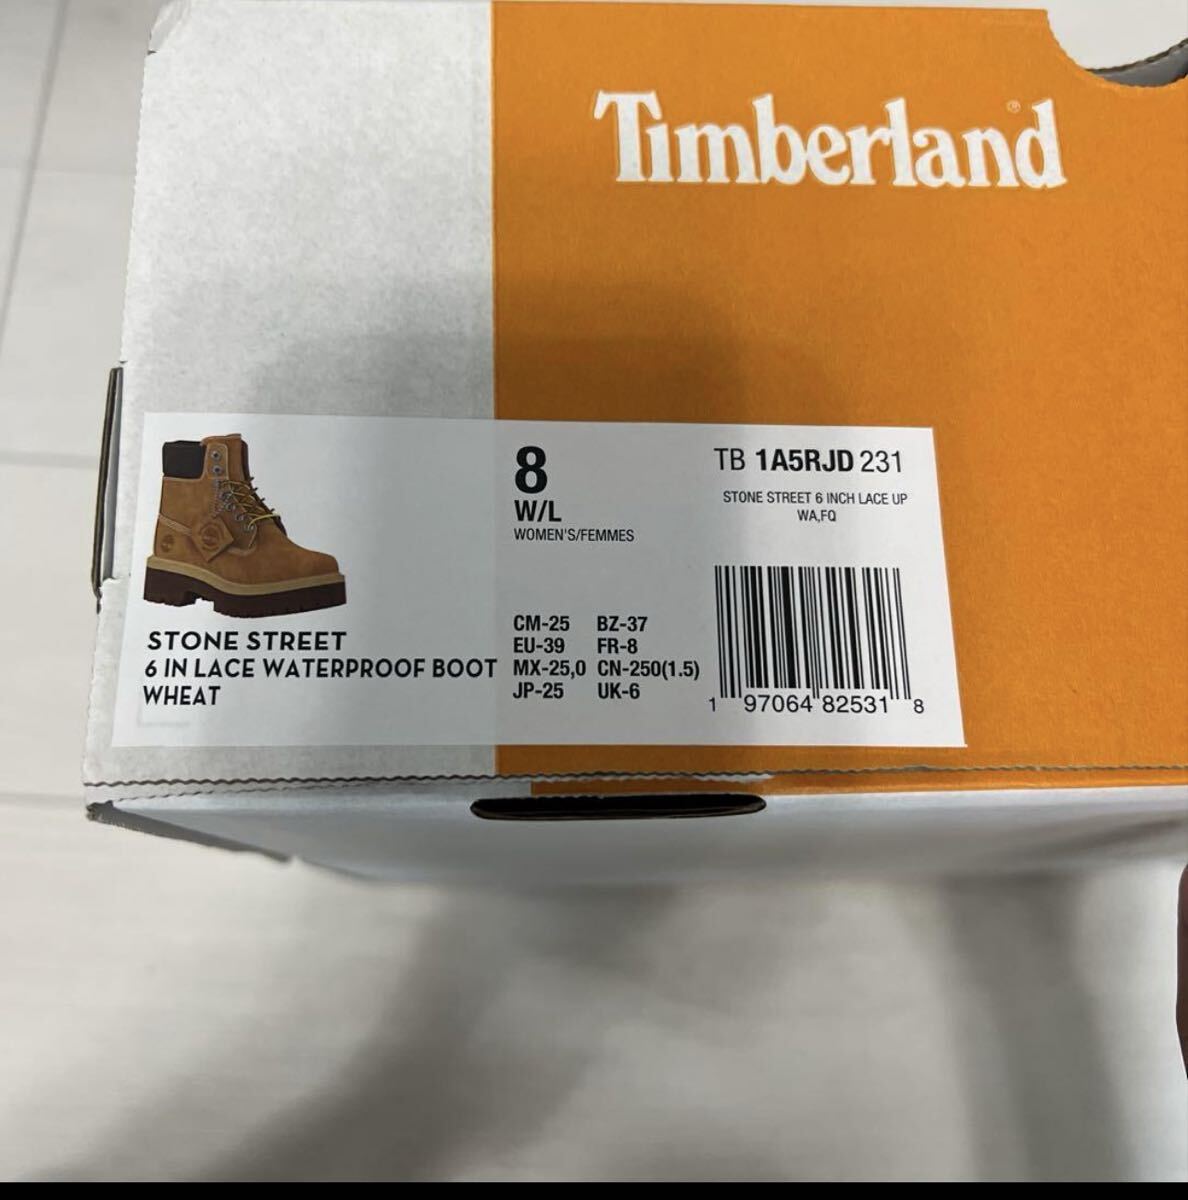 Timberland®
8
W/L
WOMEN'S/FEMMES
TB 1A5RJD 231
STONE STREET 6 INCH LACE UP
WA,FQ
STONE STREET
6 IN LACE WATERPROOF BOOT
WHEAT
CM-25 BZ-37
EU-39 FR-8
MX-25,0 CN-250(1.5)
JP-25 UK-6
1 97064 82531 8